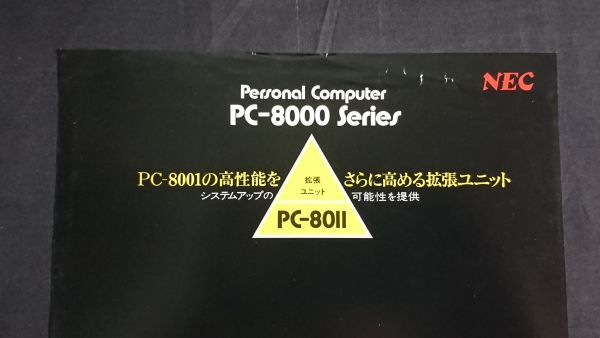 NEC
Personal Computer
PC-8000 Series
PC-8001の高性能を 拡張ユニット さらに高める拡張ユニット
システムアップの 可能性を提供
PC-8011